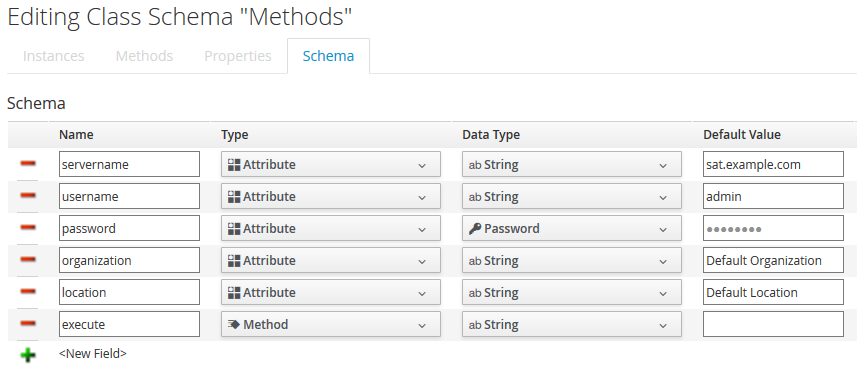 Editing Class Schema "Methods"
Instances Methods Properties Schema
Schema
Name Type Data Type Default Value
servername Attribute ab String sat.example.com
username Attribute ab String admin
password Attribute Password ●●●●●●●●
organization Attribute ab String Default Organization
location Attribute ab String Default Location
execute Method ab String
<New Field>